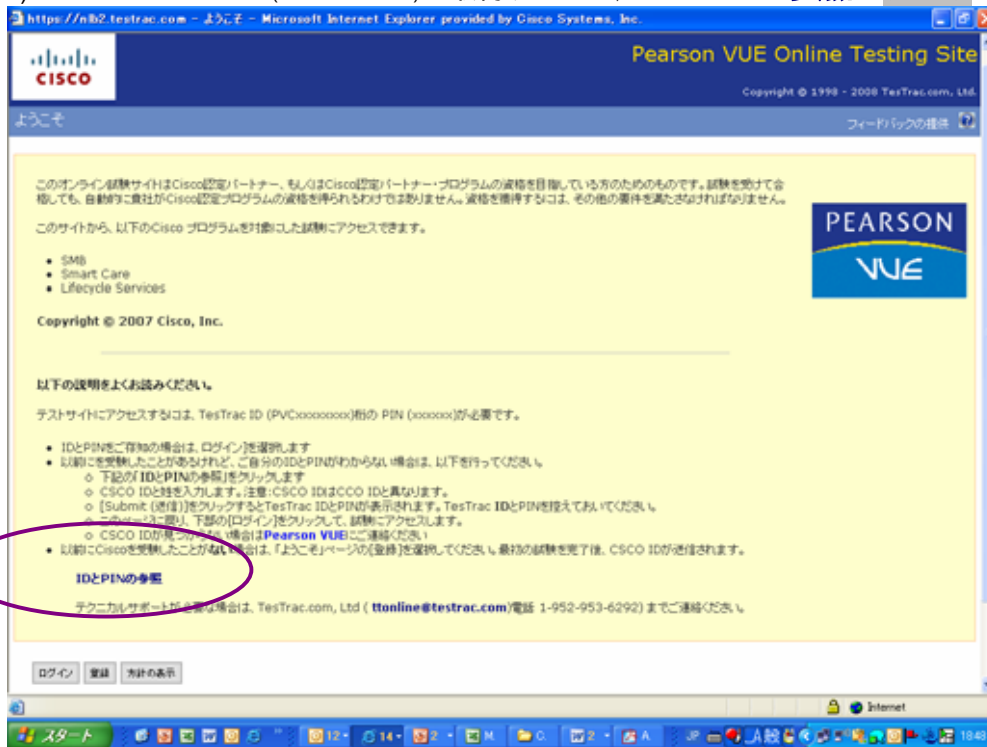 https://nlb2.testrac.com - ようこそ - Microsoft Internet Explorer provided by Cisco Systems, Inc.
CISCO
Pearson VUE Online Testing Site
Copyright © 1998 - 2008 TesTrac.com, Ltd.
ようこそ
フィードバックの提供
このオンライン試験サイトはCisco認定パートナー、もしくはCisco認定パートナー・プログラムの資格を目指している方のためのものです。試験を受けて合
格しても、自動的に貴社がCisco認定プログラムの資格を得られるわけではありません。資格を獲得するには、その他の要件を満たさなければなりません。
このサイトから、以下のCisco プログラムを対象にした試験にアクセスできます。
PEARSON
VUE
• SMB
• Smart Care
• Lifecycle Services
Copyright © 2007 Cisco, Inc.
以下の説明をよくお読みください。
テストサイトにアクセスするには、TesTrac ID (PVCxxxxxxxxx)桁の PIN (xxxxxx)が必要です。
• IDとPINをご存知の場合は、ログイン]を選択します
• 以前にを受験したことがあるけれど、ご自分のIDとPINがわからない場合は、以下を行ってください。
○ 下記の「IDとPINの参照」をクリックします
○ CSCO IDと姓を入力します。注意:CSCO IDはCCO IDと異なります。
○ [Submit (送信)]をクリックするとTesTrac IDとPINが表示されます。TesTrac IDとPINを控えておいてください。
○ このページに戻り、下部の[ログイン]をクリックして、試験にアクセスします。
○ CSCO IDが見つからない場合はPearson VUEにご連絡ください
• 以前にCiscoを受験したことがない場合は、「ようこそ」ページの[登録]を選択してください。最初の試験を完了後、CSCO IDが送信されます。
IDとPINの参照
テクニカルサポートが必要な場合は、TesTrac.com, Ltd ( ttonline@testrac.com)電話 1-952-953-6292) までご連絡ください。
ログイン 登録 方針の表示
Internet
スタート 12 14 2 M C. 2 A JP A 般 18:48